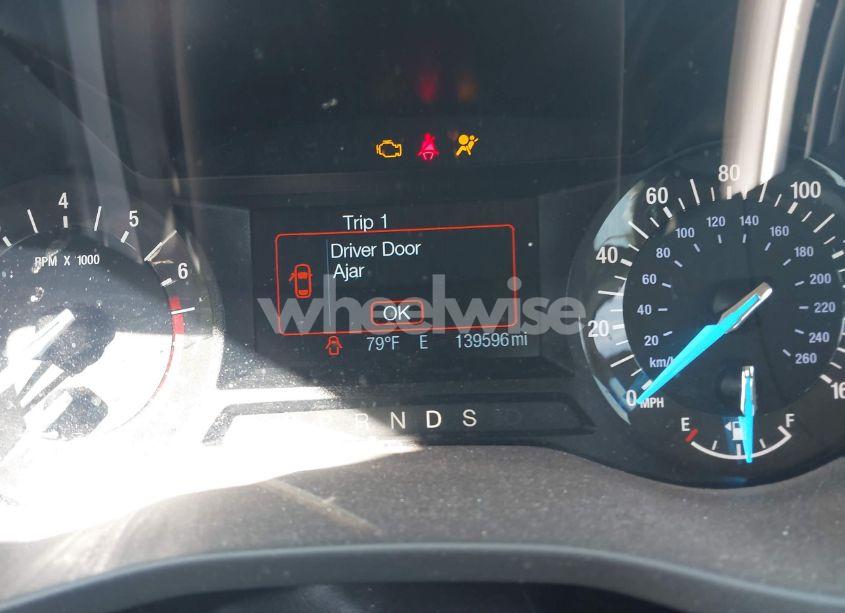 4
5
6
RPM X 1000
Trip 1
Driver Door
Ajar
OK
79°F E 139596 mi
R N D S
0 20 40 60 80 100 16
20 40 80 100 120 140 160 180 200 220 240 260
km/
MPH
E F
wheelwise